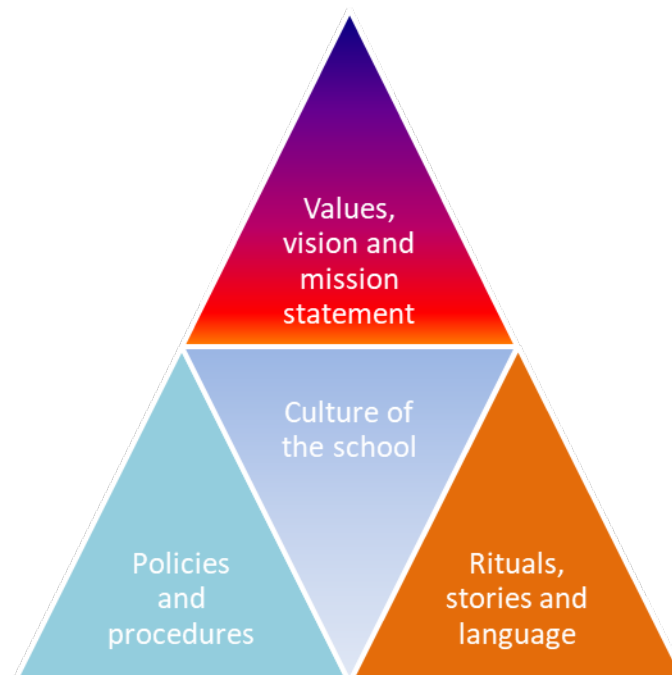 Values,
vision and
mission
statement
Culture of
the school
Policies
and
procedures
Rituals,
stories and
language